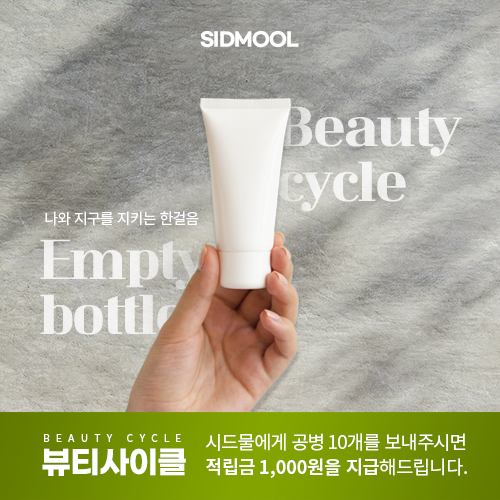 SIDMOOL
Beauty
cycle
나와 지구를 지키는 한걸음
Empty
bottle
BEAUTY CYCLE
뷰티사이클
시드물에게 공병 10개를 보내주시면
적립금 1,000원을 지급해드립니다.